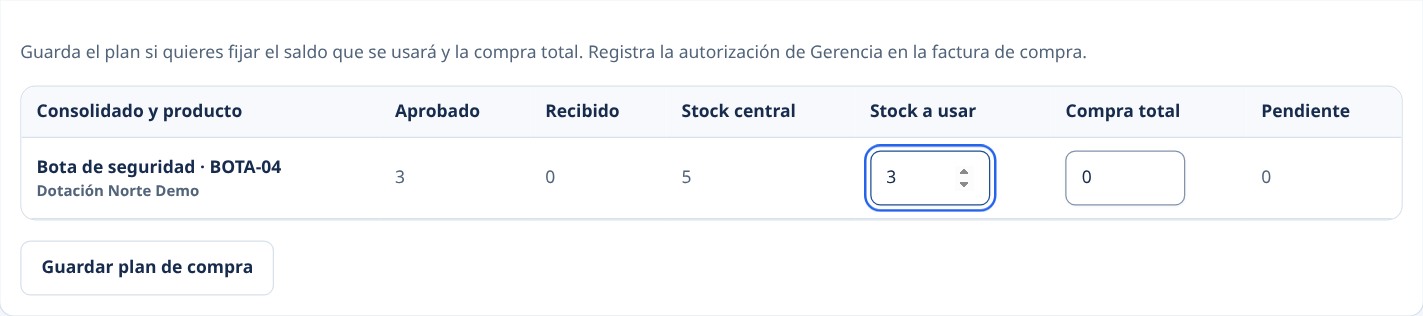 Guarda el plan si quieres fijar el saldo que se usará y la compra total. Registra la autorización de Gerencia en la factura de compra.
Consolidado y producto Aprobado Recibido Stock central Stock a usar Compra total Pendiente
Bota de seguridad · BOTA-04 3 0 5 3 0 0
Dotación Norte Demo
Guardar plan de compra